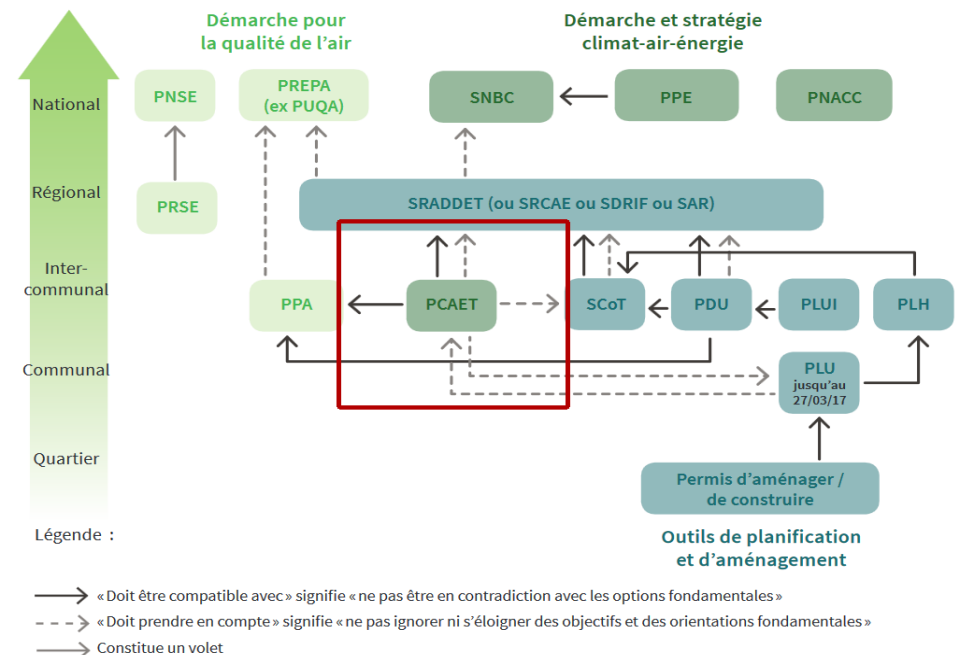 Démarche pour
la qualité de l’air
Démarche et stratégie
climat-air-énergie
National
PNSE
PREPA
(ex PUQA)
SNBC
PPE
PNACC
Régional
PRSE
SRADDET (ou SRCAE ou SDRIF ou SAR)
Inter-
communal
PPA
PCAET
SCoT
PDU
PLUI
PLH
Communal
PLU
jusqu’au
27/03/17
Quartier
Permis d’aménager /
de construire
Légende :
Outils de planification
et d’aménagement
«Doit être compatible avec» signifie «ne pas être en contradiction avec les options fondamentales»
«Doit prendre en compte» signifie «ne pas ignorer ni s’éloigner des objectifs et des orientations fondamentales»
Constitue un volet